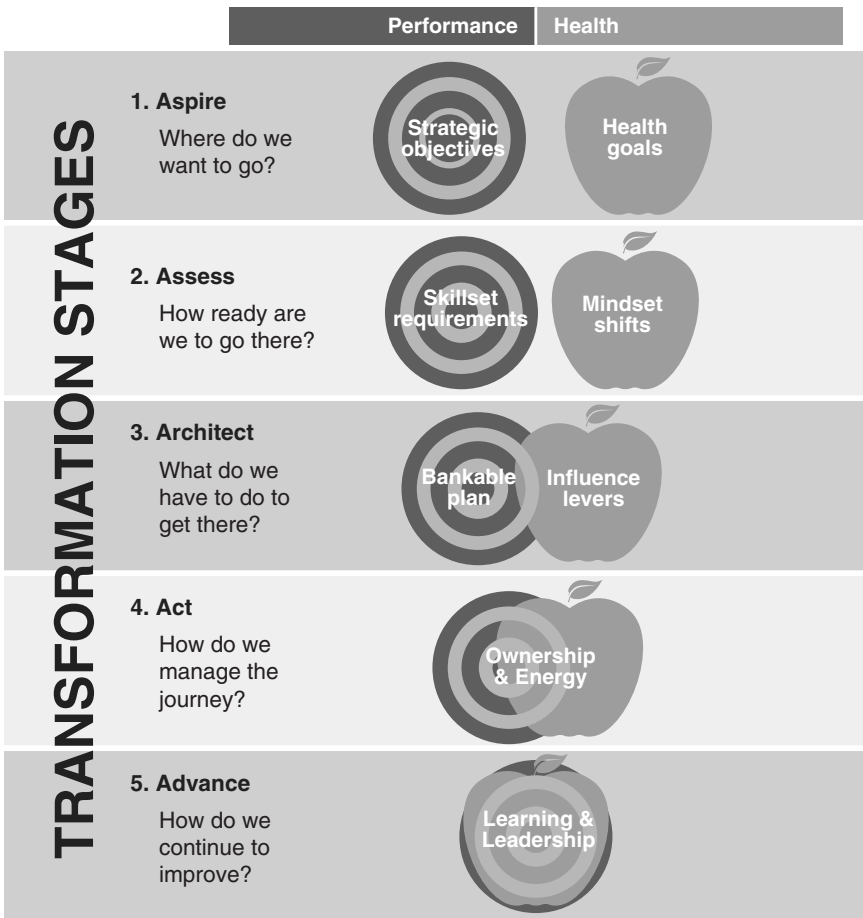 Performance
Health
TRANSFORMATION STAGES
1. Aspire
Where do we
want to go?
Strategic
objectives
Health
goals
2. Assess
How ready are
we to go there?
Skillset
requirements
Mindset
shifts
3. Architect
What do we
have to do to
get there?
Bankable
plan
Influence
levers
4. Act
How do we
manage the
journey?
Ownership
& Energy
5. Advance
How do we
continue to
improve?
Learning &
Leadership